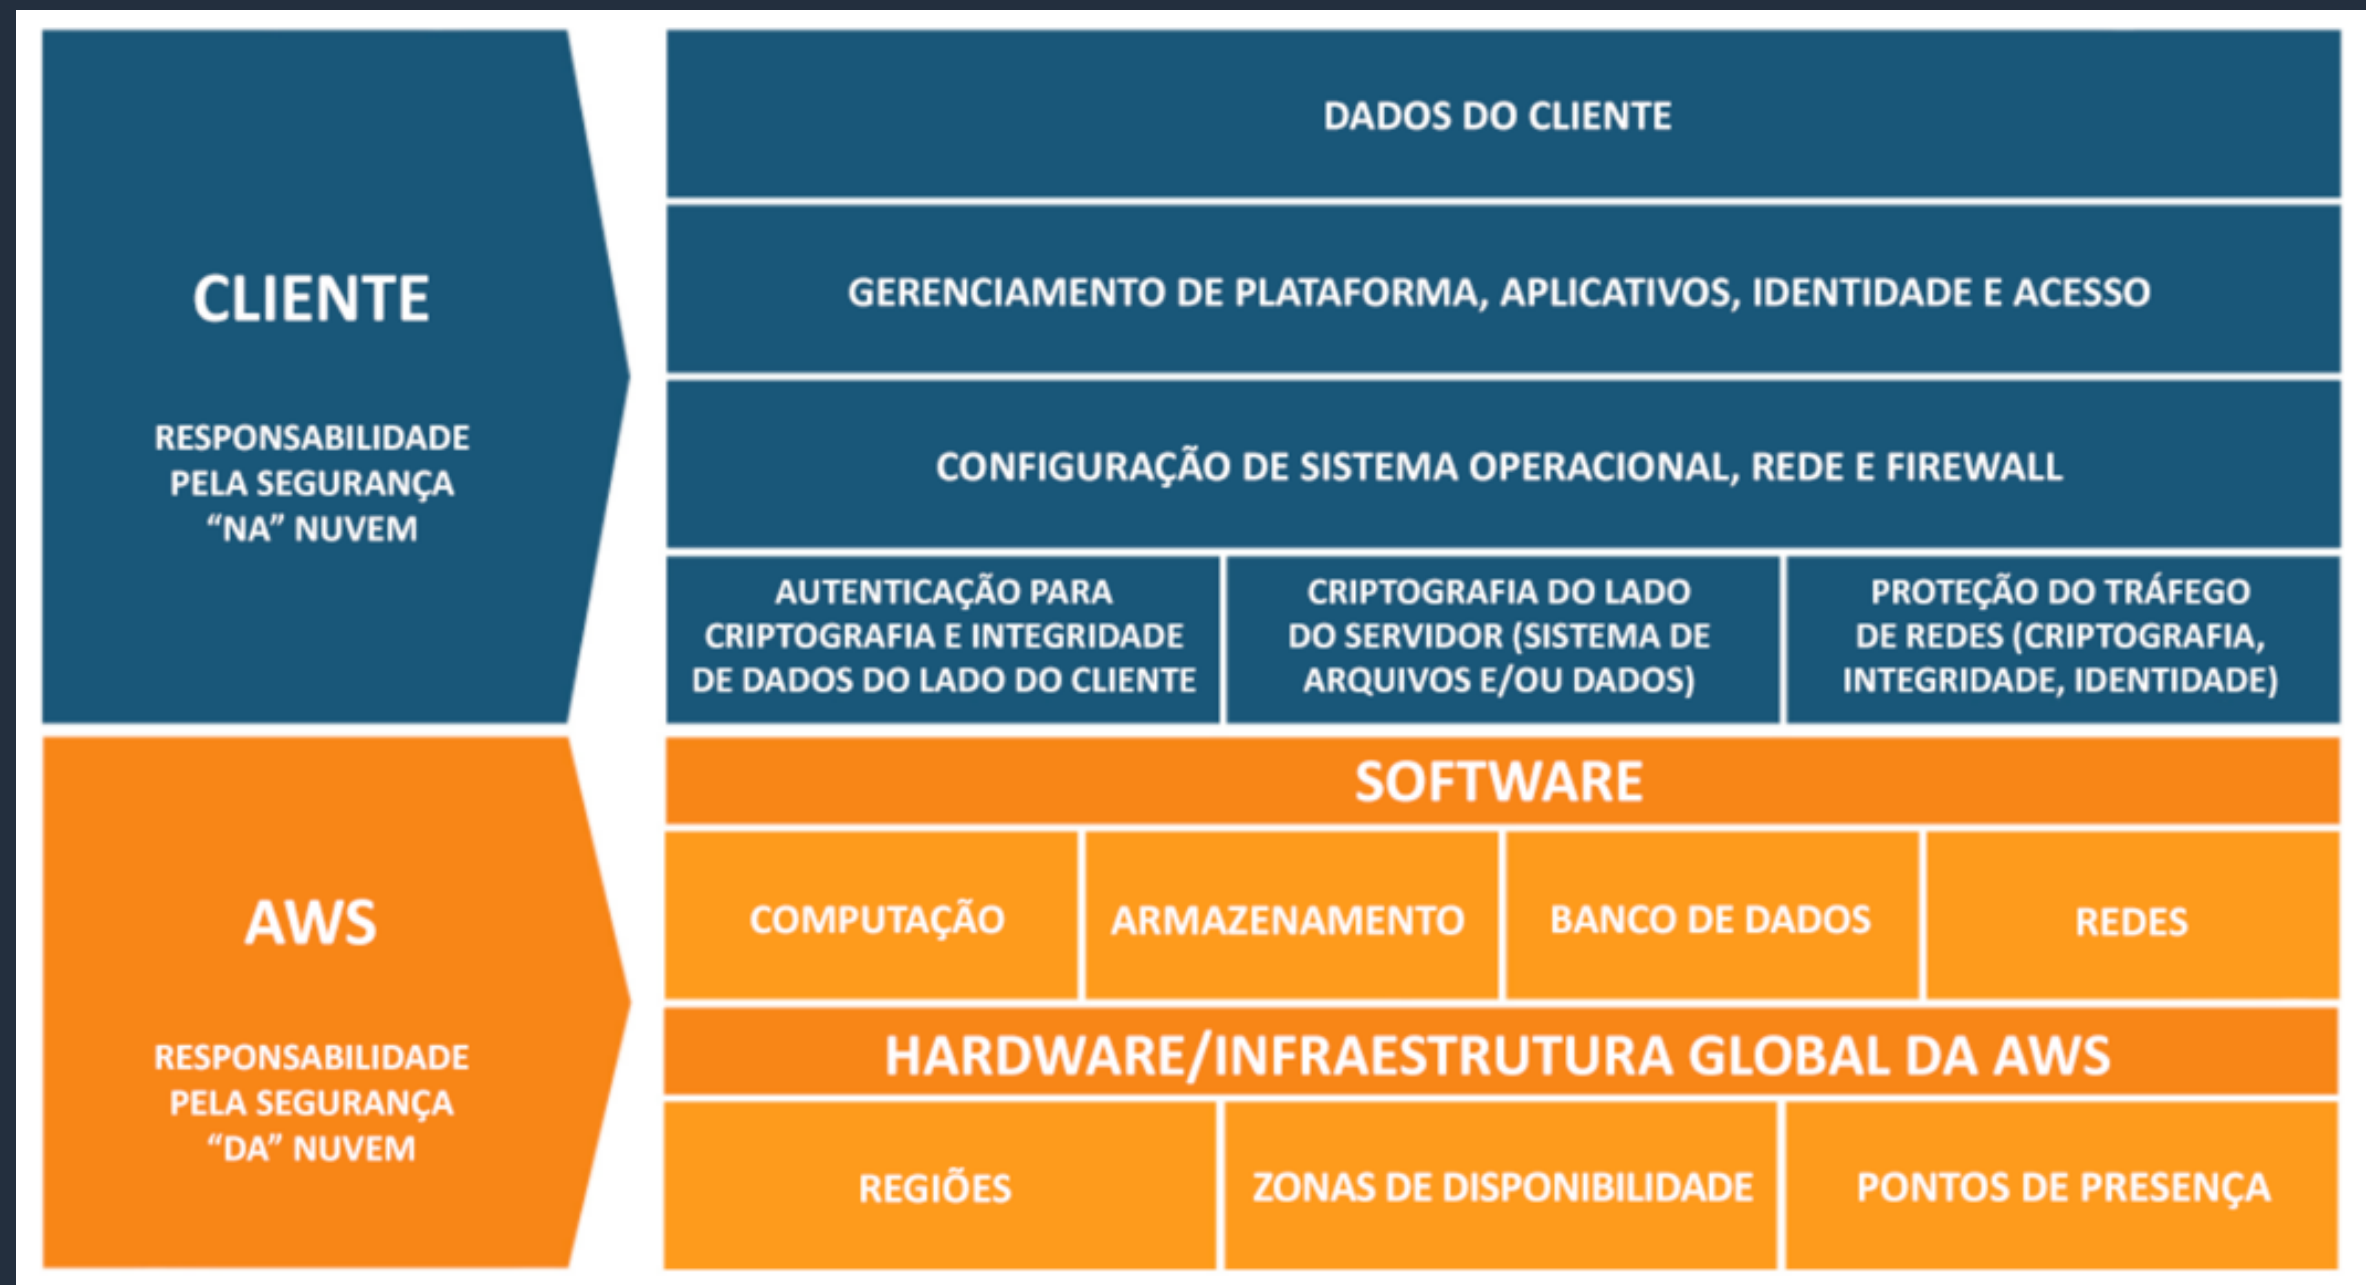 CLIENTE
RESPONSABILIDADE
PELA SEGURANÇA
“NA” NUVEM
DADOS DO CLIENTE
GERENCIAMENTO DE PLATAFORMA, APLICATIVOS, IDENTIDADE E ACESSO
CONFIGURAÇÃO DE SISTEMA OPERACIONAL, REDE E FIREWALL
AUTENTICAÇÃO PARA
CRIPTOGRAFIA E INTEGRIDADE
DE DADOS DO LADO DO CLIENTE
CRIPTOGRAFIA DO LADO
DO SERVIDOR (SISTEMA DE
ARQUIVOS E/OU DADOS)
PROTEÇÃO DO TRÁFEGO
DE REDES (CRIPTOGRAFIA,
INTEGRIDADE, IDENTIDADE)
AWS
RESPONSABILIDADE
PELA SEGURANÇA
“DA” NUVEM
SOFTWARE
COMPUTAÇÃO
ARMAZENAMENTO
BANCO DE DADOS
REDES
HARDWARE/INFRAESTRUTURA GLOBAL DA AWS
REGIÕES
ZONAS DE DISPONIBILIDADE
PONTOS DE PRESENÇA